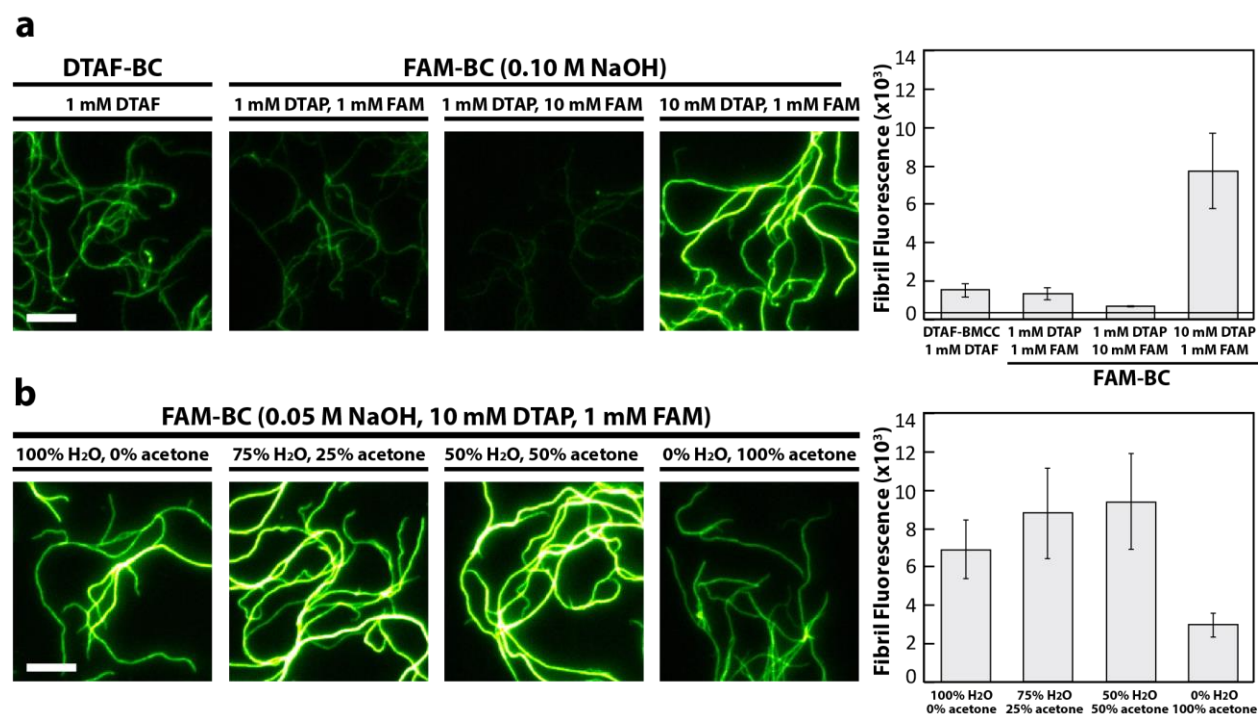 a
DTAF-BC
FAM-BC (0.10 M NaOH)
1 mM DTAF
1 mM DTAP, 1 mM FAM
1 mM DTAP, 10 mM FAM
10 mM DTAP, 1 mM FAM
Fibril Fluorescence (x10³)
14
12
10
8
6
4
2
0
DTAF-BMCC
1 mM DTAF
1 mM DTAP
1 mM FAM
1 mM DTAP
10 mM FAM
10 mM DTAP
1 mM FAM
FAM-BC
b
FAM-BC (0.05 M NaOH, 10 mM DTAP, 1 mM FAM)
100% H₂O, 0% acetone
75% H₂O, 25% acetone
50% H₂O, 50% acetone
0% H₂O, 100% acetone
Fibril Fluorescence (x10³)
14
12
10
8
6
4
2
0
100% H₂O
0% acetone
75% H₂O
25% acetone
50% H₂O
50% acetone
0% H₂O
100% acetone